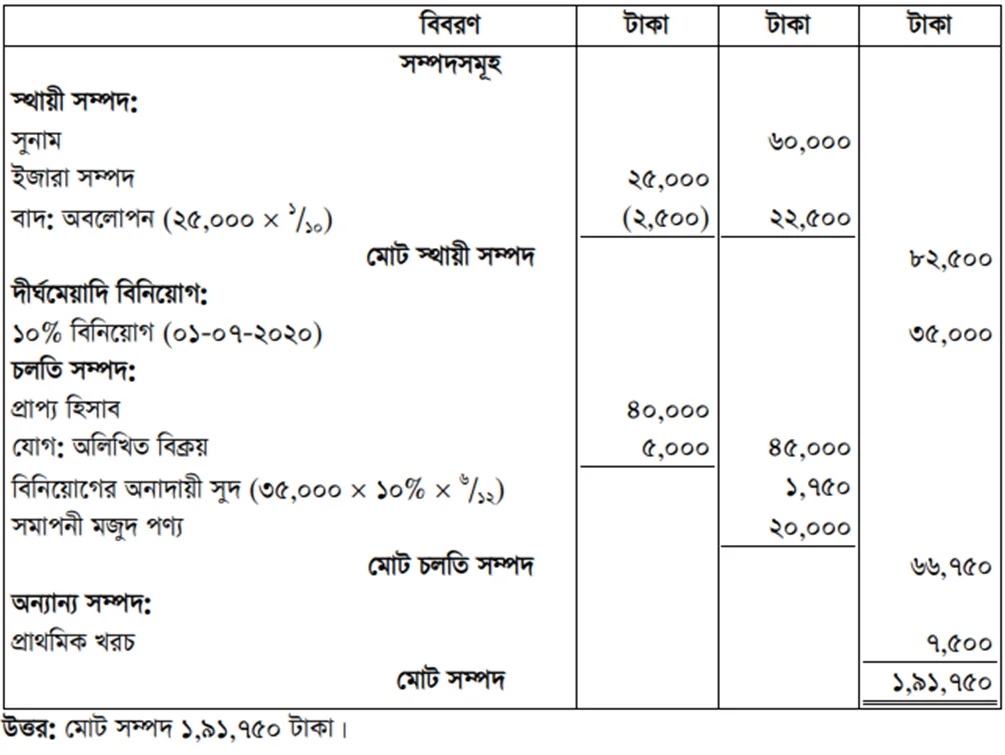 বিবরণ টাকা টাকা টাকা
সম্পদসমূহ
স্থায়ী সম্পদ:
সুনাম ৬০,০০০
ইজারা সম্পদ ২৫,০০০
বাদ: অবলোপন (২৫,০০০ × ১/১০) (২,৫০০) ২২,৫০০
মোট স্থায়ী সম্পদ ৮২,৫০০
দীর্ঘমেয়াদি বিনিয়োগ:
১০% বিনিয়োগ (০১-০৭-২০২০) ৩৫,০০০
চলতি সম্পদ:
প্রাপ্য হিসাব ৪০,০০০
যোগ: অলিখিত বিক্রয় ৫,০০০ ৪৫,০০০
বিনিয়োগের অনাদায়ী সুদ (৩৫,০০০ × ১০% × ৬/১২) ১,৭৫০
সমাপনী মজুদ পণ্য ২০,০০০
মোট চলতি সম্পদ ৬৬,৭৫০
অন্যান্য সম্পদ:
প্রাথমিক খরচ ৭,৫০০
মোট সম্পদ ১,৯১,৭৫০
উত্তর: মোট সম্পদ ১,৯১,৭৫০ টাকা।